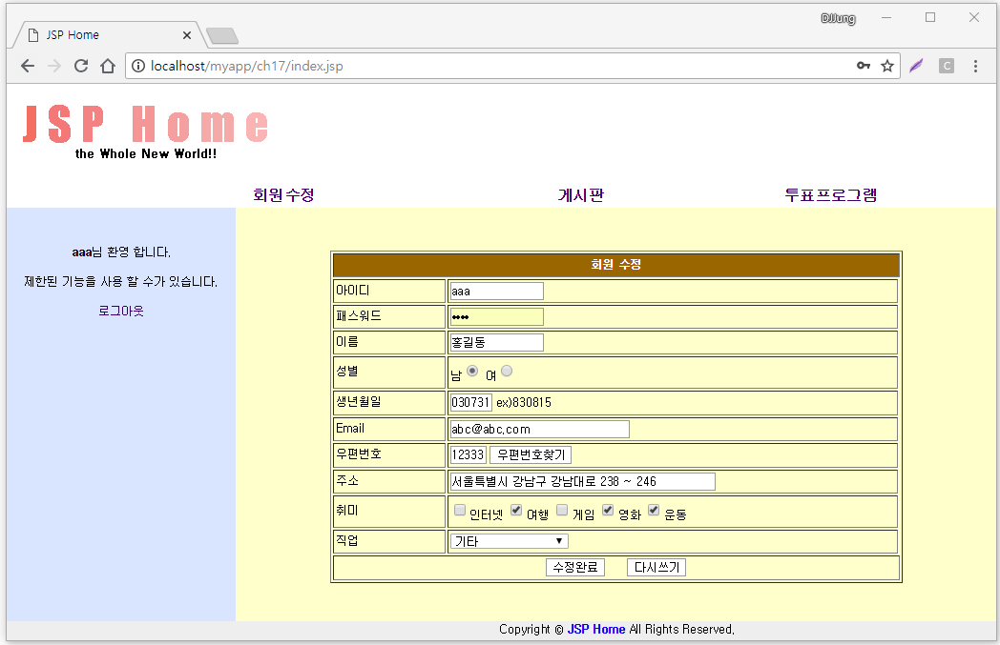 DJJung
JSP Home
localhost/myapp/ch17/index.jsp
C
JSP Home
the Whole New World!!
회원수정 게시판 투표프로그램
aaa님 환영 합니다.
제한된 기능을 사용 할 수가 있습니다.
로그아웃
회원 수정
아이디 aaa
패스워드 ••••
이름 홍길동
성별 남 여
생년월일 030731 ex)830815
Email abc@abc.com
우편번호 12333 우편번호찾기
주소 서울특별시 강남구 강남대로 238 ~ 246
취미 인터넷 여행 게임 영화 운동
직업 기타
수정완료 다시쓰기
Copyright © JSP Home All Rights Reserved.